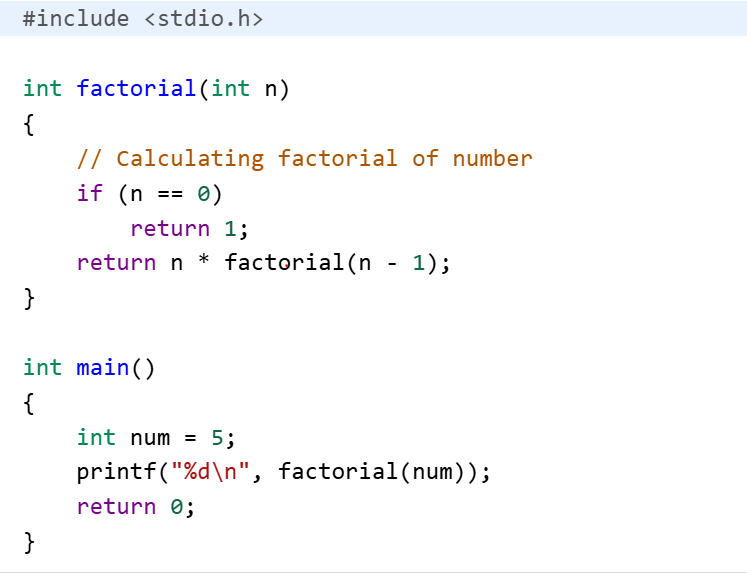 #include <stdio.h>

int factorial(int n)
{
    // Calculating factorial of number
    if (n == 0)
        return 1;
    return n * factorial(n - 1);
}

int main()
{
    int num = 5;
    printf("%d\n", factorial(num));
    return 0;
}